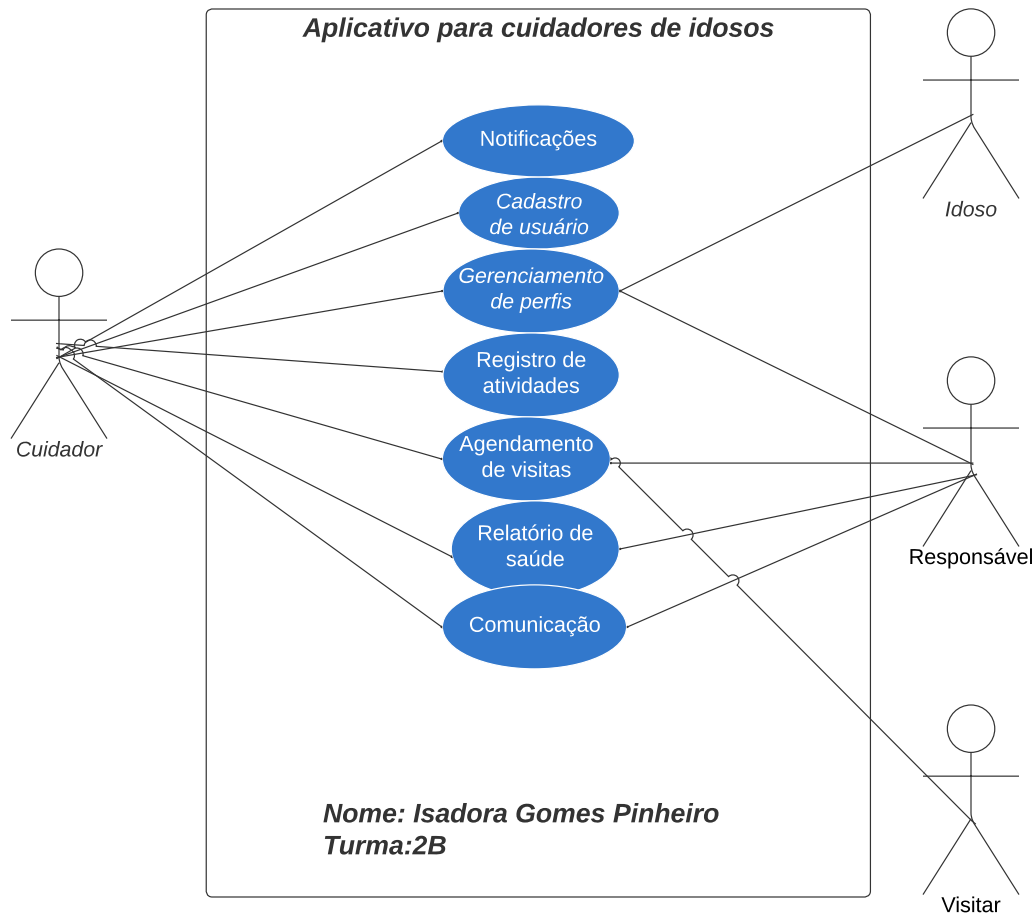 Aplicativo para cuidadores de idosos
Notificações
Cadastro
de usuário
Gerenciamento
de perfis
Registro de
atividades
Agendamento
de visitas
Relatório de
saúde
Comunicação
Cuidador
Idoso
Responsável
Visitar
Nome: Isadora Gomes Pinheiro
Turma:2B